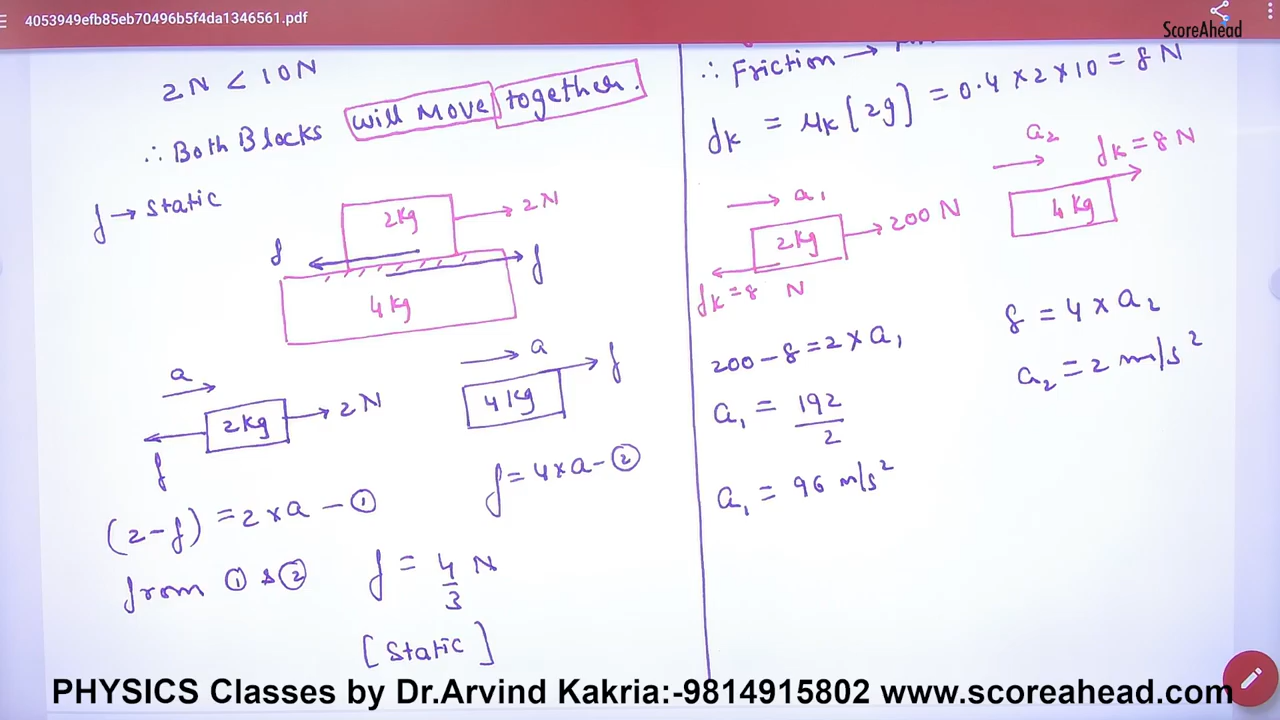 4053949efb85eb70496b5f4da1346561.pdf
ScoreAhead
2N < 10N
∴ Both Blocks will move together.
f → static
2kg
2N
f
f
4kg
a
2kg
2N
f
a
4kg
f
(2-f) = 2×a - ①
f = 4×a - ②
from ① & ② f = 4/3 N
[static]
∴ Friction →
fk = μk[2g] = 0.4 × 2 × 10 = 8 N
a₁
2kg
200 N
fk = 8 N
a₂
fk = 8 N
4kg
200 - 8 = 2 × a₁
a₁ = 192/2
a₁ = 96 m/s²
8 = 4 × a₂
a₂ = 2 m/s²
PHYSICS Classes by Dr.Arvind Kakria:-9814915802 www.scoreahead.com